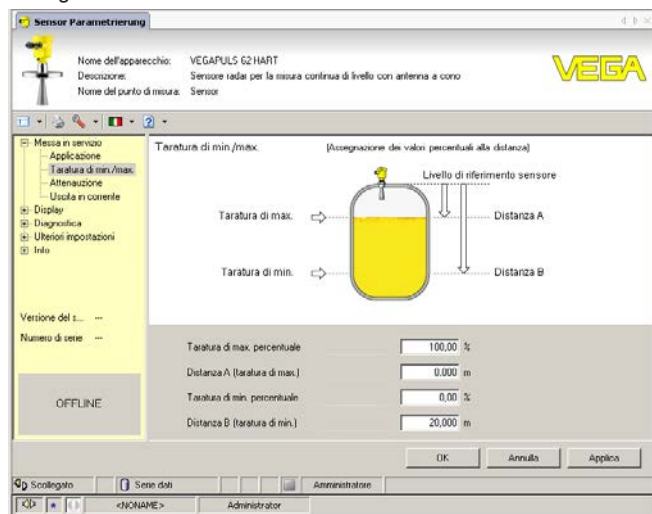 Sensor Parametrierung
Nome dell'apparecchio: VEGAPULS 62 HART
Descrizione: Sensore radar per la misura continua di livello con antenna a cono
Nome del punto di misura: Sensor
VEGA
Messa in servizio
Applicazione
Taratura di min./max.
Attenuazione
Uscita in corrente
Display
Diagnostica
Ulteriori impostazioni
Info
Versione del s... ---
Numero di serie ---
OFFLINE
Taratura di min./max. (Assegnazione dei valori percentuali alla distanza)
Livello di riferimento sensore
Taratura di max. Distanza A
Taratura di min. Distanza B
Taratura di max. percentuale 100,00 %
Distanza A (taratura di max.) 0,000 m
Taratura di min. percentuale 0,00 %
Distanza B (taratura di min.) 20,000 m
OK Annulla Applica
Scollegato Serie dati Amministratore
<NONAME> Administrator